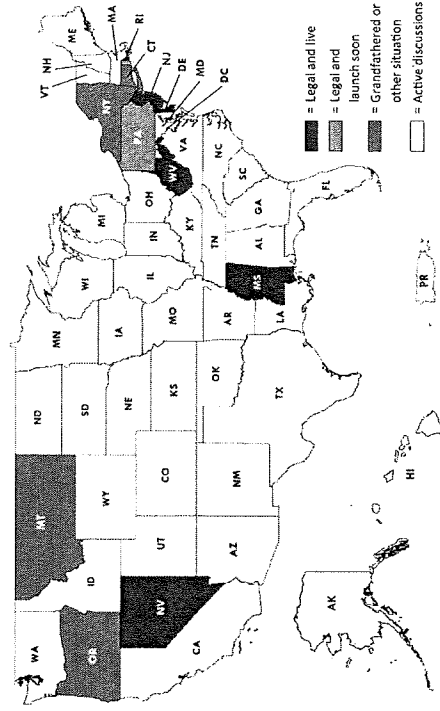 WA
OR
CA
NV
ID
MT
WY
UT
AZ
CO
NM
ND
SD
NE
KS
OK
TX
MN
IA
MO
AR
LA
WI
IL
MS
MI
IN
OH
KY
TN
AL
GA
FL
SC
NC
VA
WV
PA
NY
VT
NH
ME
MA
RI
CT
NJ
DE
MD
DC
AK
HI
PR
= Legal and live
= Legal and
launch soon
= Grandfathered or
other situation
= Active discussions